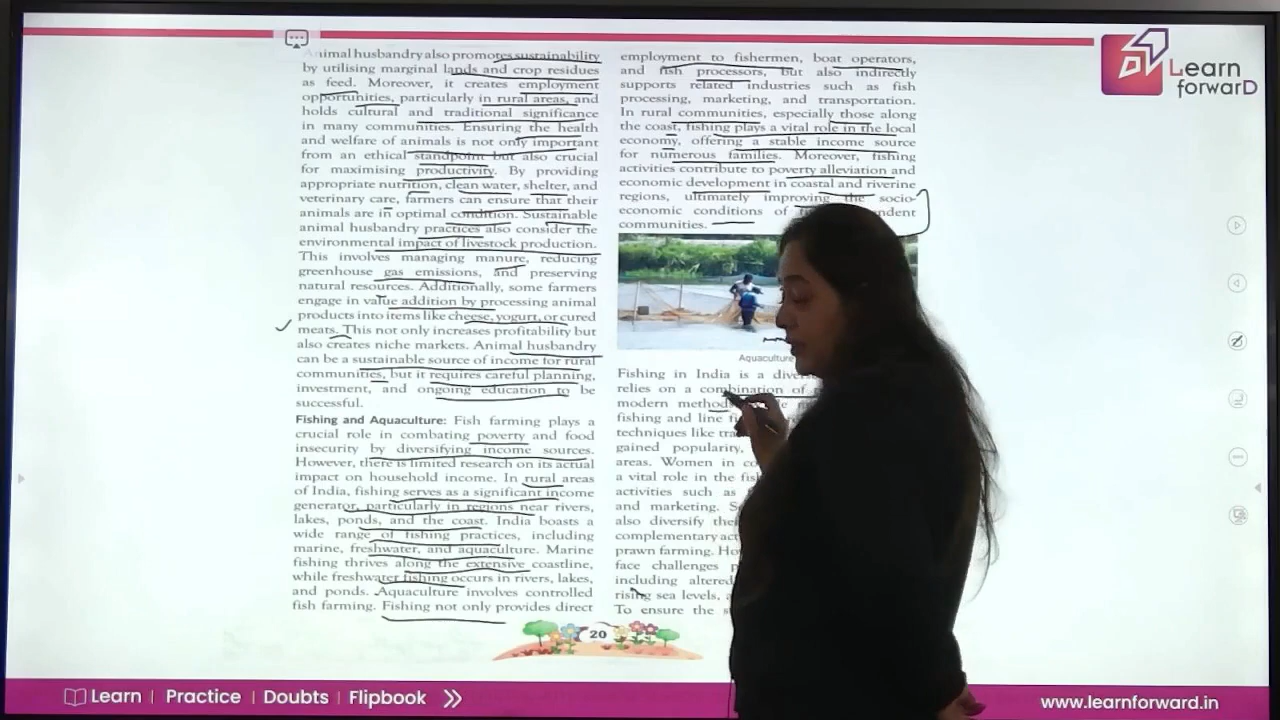 Animal husbandry also promotes sustainability
by utilising marginal lands and crop residues
as feed. Moreover, it creates employment
opportunities, particularly in rural areas, and
holds cultural and traditional significance
in many communities. Ensuring the health
and welfare of animals is not only important
from an ethical standpoint but also crucial
for maximising productivity. By providing
appropriate nutrition, clean water, shelter, and
veterinary care, farmers can ensure that their
animals are in optimal condition. Sustainable
animal husbandry practices also consider the
environmental impact of livestock production.
This involves managing manure, reducing
greenhouse gas emissions, and preserving
natural resources. Additionally, some farmers
engage in value addition by processing animal
products into items like cheese, yogurt, or cured
meats. This not only increases profitability but
also creates niche markets. Animal husbandry
can be a sustainable source of income for rural
communities, but it requires careful planning,
investment, and ongoing education to be
successful.
Fishing and Aquaculture: Fish farming plays a
crucial role in combating poverty and food
insecurity by diversifying income sources.
However, there is limited research on its actual
impact on household income. In rural areas
of India, fishing serves as a significant income
generator, particularly in regions near rivers,
lakes, ponds, and the coast. India boasts a
wide range of fishing practices, including
marine, freshwater, and aquaculture. Marine
fishing thrives along the extensive coastline,
while freshwater fishing occurs in rivers, lakes,
and ponds. Aquaculture involves controlled
fish farming. Fishing not only provides direct
employment to fishermen, boat operators,
and fish processors, but also indirectly
supports related industries such as fish
processing, marketing, and transportation.
In rural communities, especially those along
the coast, fishing plays a vital role in the local
economy, offering a stable income source
for numerous families. Moreover, fishing
activities contribute to poverty alleviation and
economic development in coastal and riverine
regions, ultimately improving the socio-
economic conditions of
communities.
Aquaculture
Fishing in India is a
relies on a combination of
modern methods
fishing and line
techniques like
gained popularity,
areas. Women in
a vital role in the
activities such as
and marketing.
also diversify
complementary
prawn farming.
face challenges
including altered
rising sea levels,
To ensure the
20
Learn
forwarD
Learn | Practice | Doubts | Flipbook
www.learnforward.in